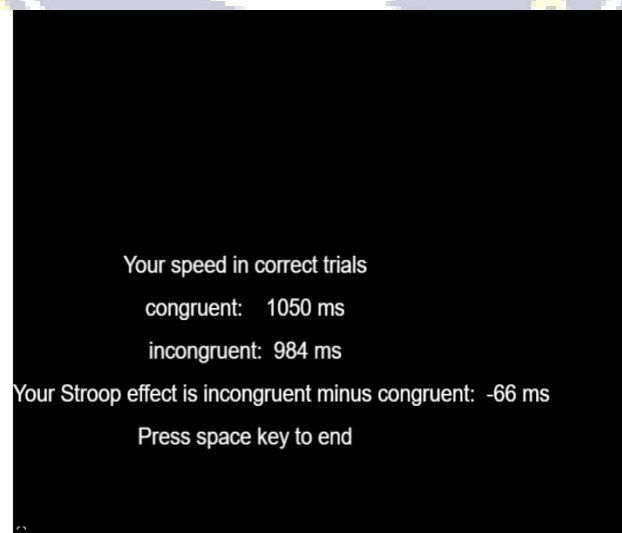 Your speed in correct trials
congruent: 1050 ms
incongruent: 984 ms
Your Stroop effect is incongruent minus congruent: -66 ms
Press space key to end